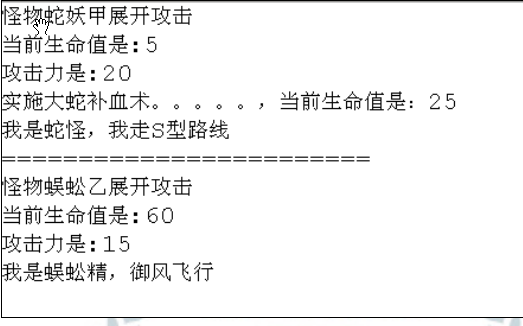 怪物蛇妖甲展开攻击
当前生命值是:5
攻击力是:20
实施大蛇补血术。。。。。，当前生命值是：25
我是蛇怪，我走S型路线
========================
怪物蜈蚣乙展开攻击
当前生命值是:60
攻击力是:15
我是蜈蚣精，御风飞行